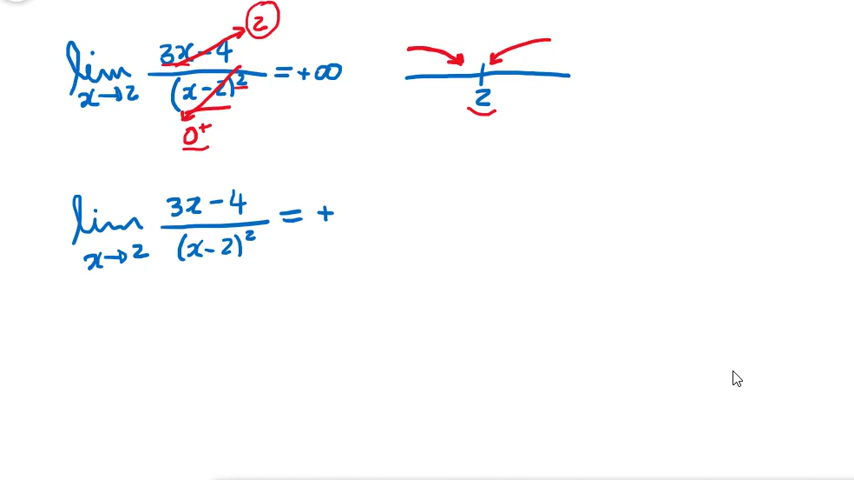 2
lim x→2 3x-4 / (x-2)² = +∞
2
0⁺
lim x→2 3x-4 / (x-2)² = +